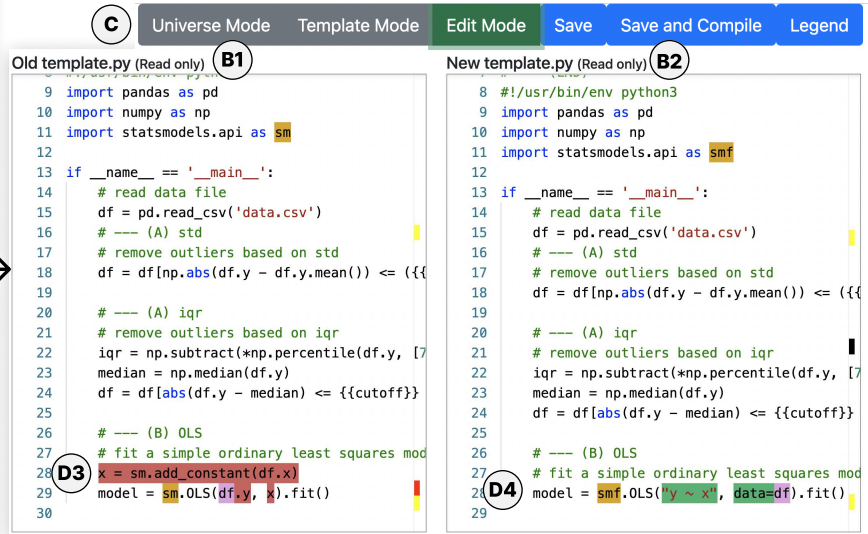 C Universe Mode Template Mode Edit Mode Save Save and Compile Legend
Old template.py (Read only) B1
9 import pandas as pd
10 import numpy as np
11 import statsmodels.api as sm
12
13 if __name__ == '__main__':
14 # read data file
15 df = pd.read_csv('data.csv')
16 # --- (A) std
17 # remove outliers based on std
18 df = df[np.abs(df.y - df.y.mean()) <= ({{
19
20 # --- (A) iqr
21 # remove outliers based on iqr
22 iqr = np.subtract(*np.percentile(df.y, [7
23 median = np.median(df.y)
24 df = df[abs(df.y - median) <= {{cutoff}}
25
26 # --- (B) OLS
27 # fit a simple ordinary least squares mod
28 D3 x = sm.add_constant(df.x)
29 model = sm.OLS(df.y, x).fit()
30
New template.py (Read only) B2
8 #!/usr/bin/env python3
9 import pandas as pd
10 import numpy as np
11 import statsmodels.api as smf
12
13 if __name__ == '__main__':
14 # read data file
15 df = pd.read_csv('data.csv')
16 # --- (A) std
17 # remove outliers based on std
18 df = df[np.abs(df.y - df.y.mean()) <= ({{
19
20 # --- (A) iqr
21 # remove outliers based on iqr
22 iqr = np.subtract(*np.percentile(df.y, [7
23 median = np.median(df.y)
24 df = df[abs(df.y - median) <= {{cutoff}}
25
26 # --- (B) OLS
27 # fit a simple ordinary least squares mod
28 D4 model = smf.OLS("y ~ x", data=df).fit()
29